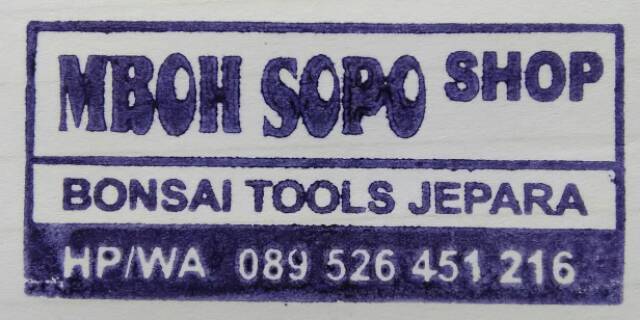 MBOH SOPO SHOP
BONSAI TOOLS JEPARA
HP/WA 089 526 451 216